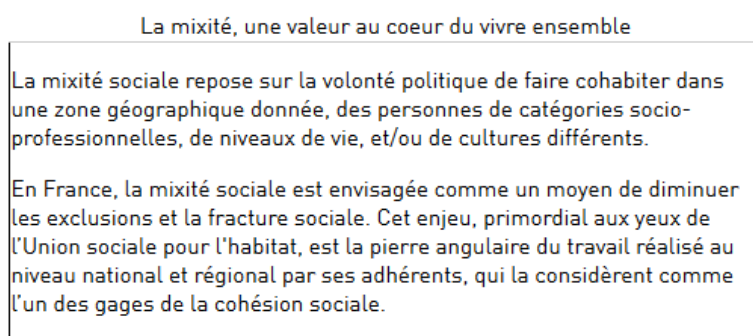 La mixité, une valeur au coeur du vivre ensemble
La mixité sociale repose sur la volonté politique de faire cohabiter dans
une zone géographique donnée, des personnes de catégories socio-
professionnelles, de niveaux de vie, et/ou de cultures différents.
En France, la mixité sociale est envisagée comme un moyen de diminuer
les exclusions et la fracture sociale. Cet enjeu, primordial aux yeux de
l’Union sociale pour l'habitat, est la pierre angulaire du travail réalisé au
niveau national et régional par ses adhérents, qui la considèrent comme
l’un des gages de la cohésion sociale.